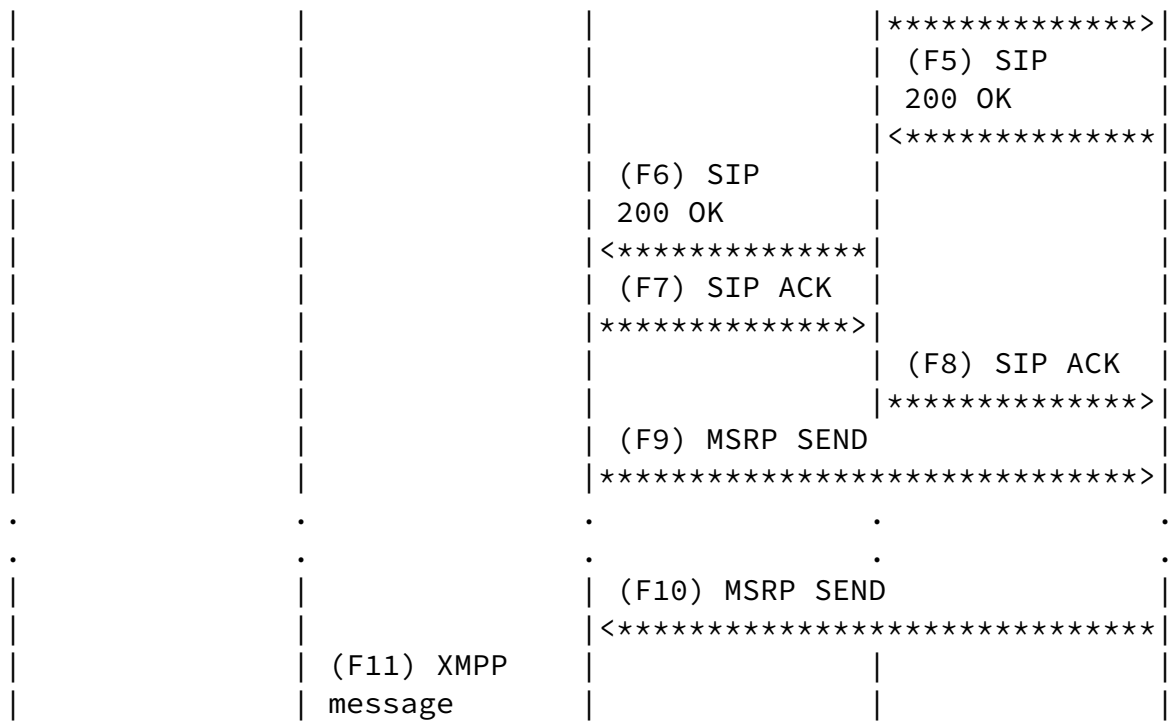 |               |               |               |**************>|
|               |               |               | (F5) SIP      |
|               |               |               | 200 OK        |
|               |               |               |<**************|
|               |               | (F6) SIP      |               |
|               |               | 200 OK        |               |
|               |               |<**************|               |
|               |               | (F7) SIP ACK  |               |
|               |               |**************>|               |
|               |               |               | (F8) SIP ACK  |
|               |               |               |**************>|
|               |               | (F9) MSRP SEND                |
|               |               |******************************>|
.               .               .               .               .
.               .               .               .               .
|               |               | (F10) MSRP SEND               |
|               |               |<******************************|
|               | (F11) XMPP    |               |               |
|               | message       |               |               |